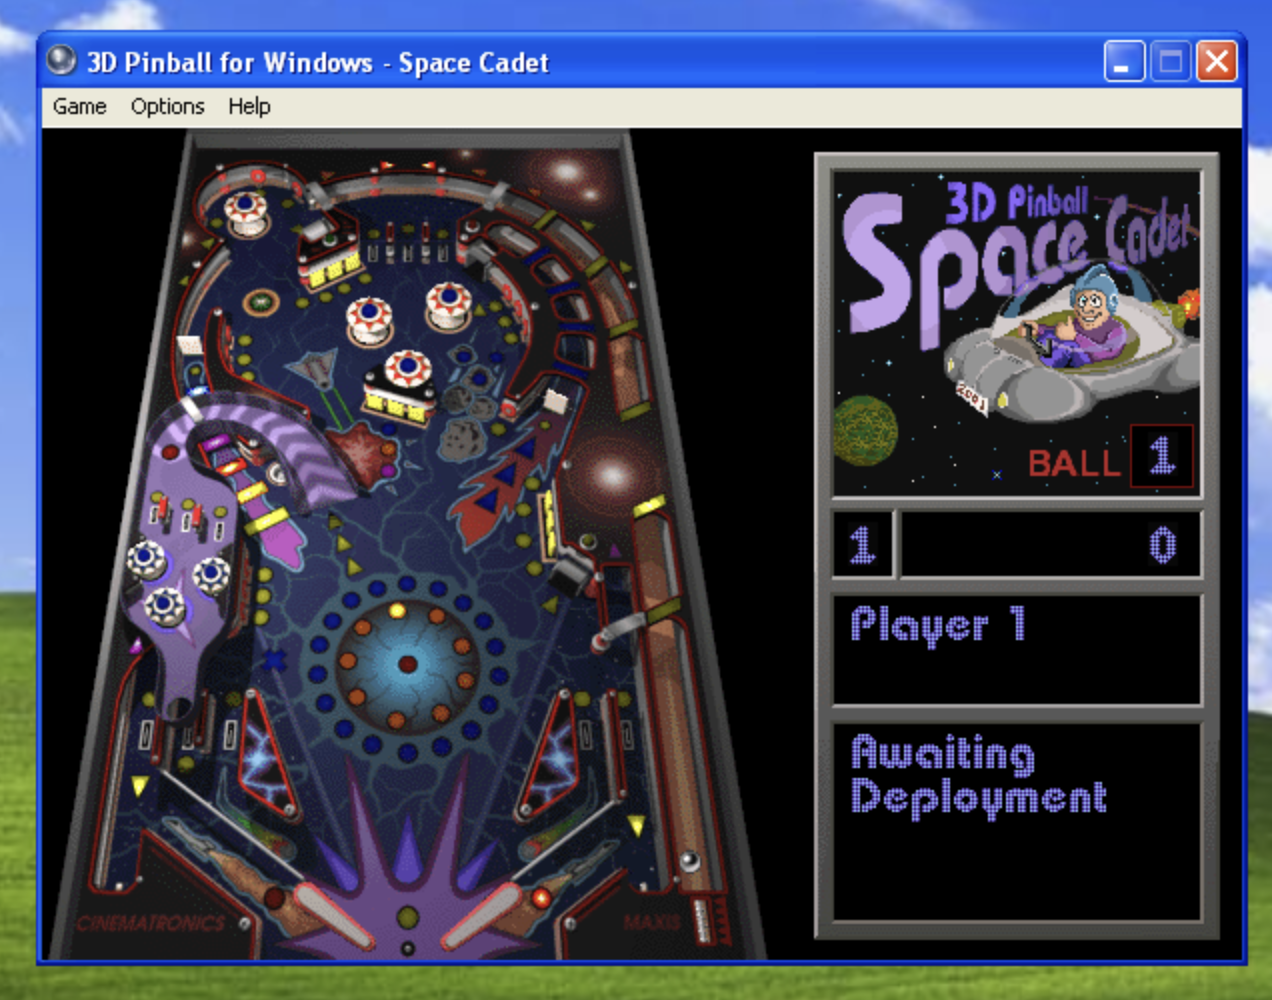 3D Pinball for Windows - Space Cadet
Game Options Help
3D Pinball
Space Cadet
2001
BALL 1
1 0
Player 1
Awaiting
Deployment
CINEMATRONICS
MAXIS